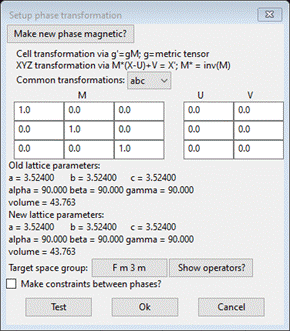 Setup phase transformation
Make new phase magnetic?
Cell transformation via g'=gM; g=metric tensor
XYZ transformation via M*(X-U)+V = X'; M* = inv(M)
Common transformations: abc
M U V
1.0 0.0 0.0 0.0 0.0
0.0 1.0 0.0 0.0 0.0
0.0 0.0 1.0 0.0 0.0
Old lattice parameters:
a = 3.52400 b = 3.52400 c = 3.52400
alpha = 90.000 beta = 90.000 gamma = 90.000
volume = 43.763
New lattice parameters:
a = 3.52400 b = 3.52400 c = 3.52400
alpha = 90.000 beta = 90.000 gamma = 90.000
volume = 43.763
Target space group: F m 3 m Show operators?
Make constraints between phases?
Test Ok Cancel